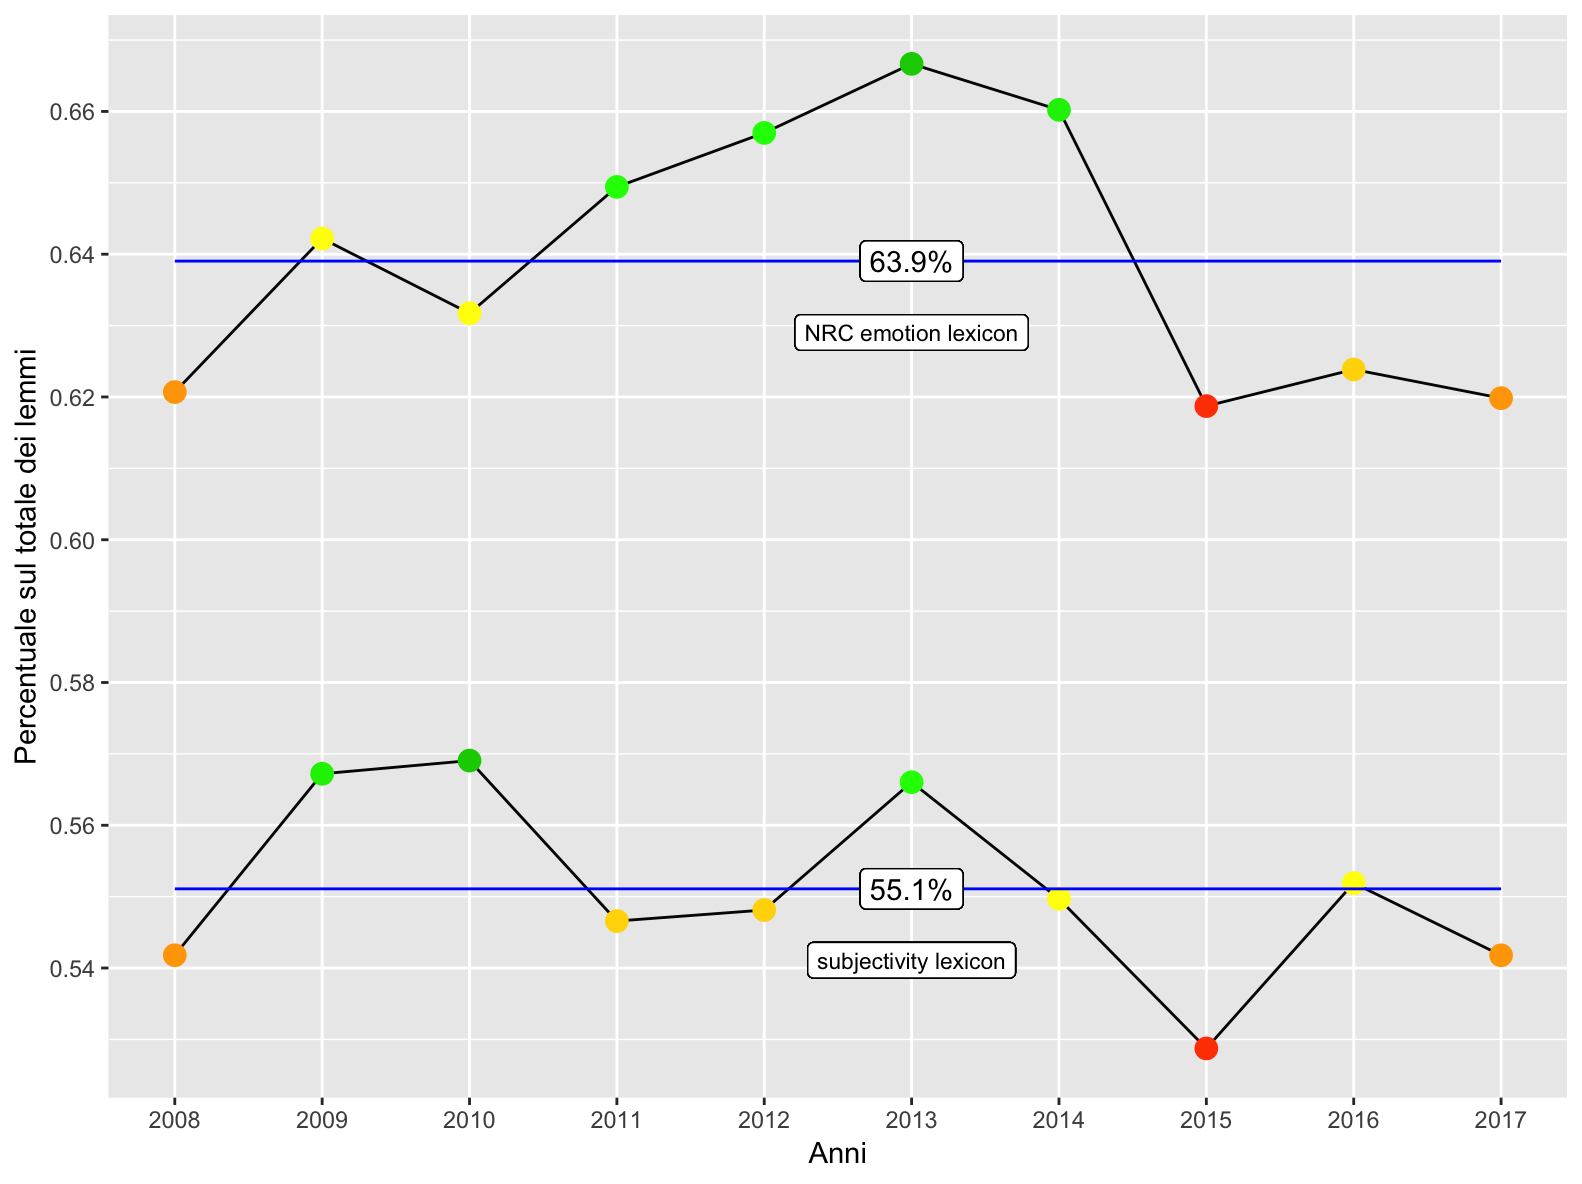 Percentuale sul totale dei lemmi
0.66
0.64
0.62
0.60
0.58
0.56
0.54
63.9%
NRC emotion lexicon
55.1%
subjectivity lexicon
2008 2009 2010 2011 2012 2013 2014 2015 2016 2017
Anni